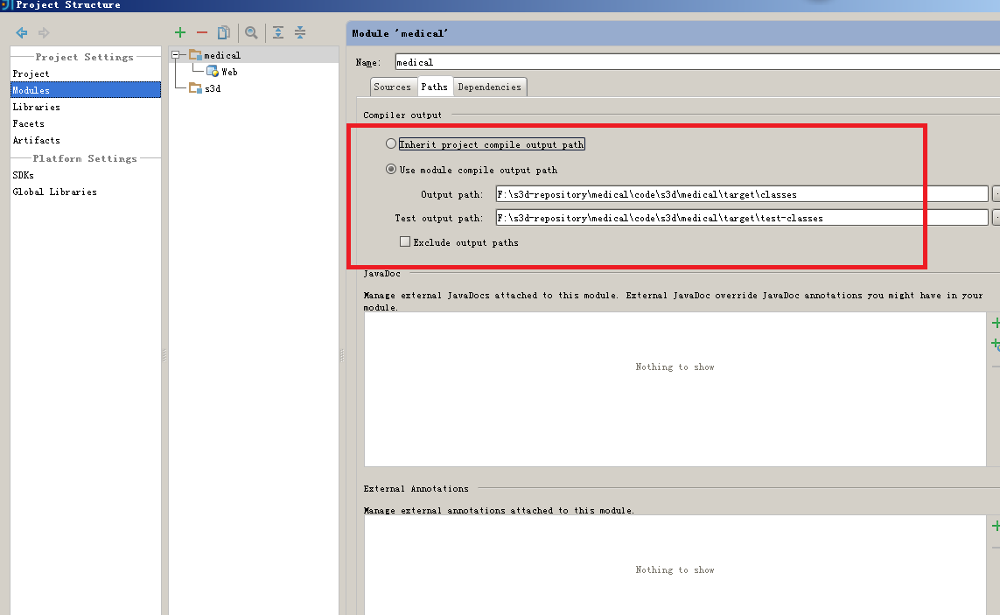 Project Structure
Project Settings
Project
Modules
Libraries
Facets
Artifacts
Platform Settings
SDKs
Global Libraries
medical
Web
s3d
Module 'medical'
Name: medical
Sources Paths Dependencies
Compiler output
Inherit project compile output path
Use module compile output path
Output path: F:\s3d-repository\medical\code\s3d\medical\target\classes
Test output path: F:\s3d-repository\medical\code\s3d\medical\target\test-classes
Exclude output paths
JavaDoc
Manage external JavaDocs attached to this module. External JavaDoc override JavaDoc annotations you might have in your
module.
Nothing to show
External Annotations
Manage external annotations attached to this module.
Nothing to show